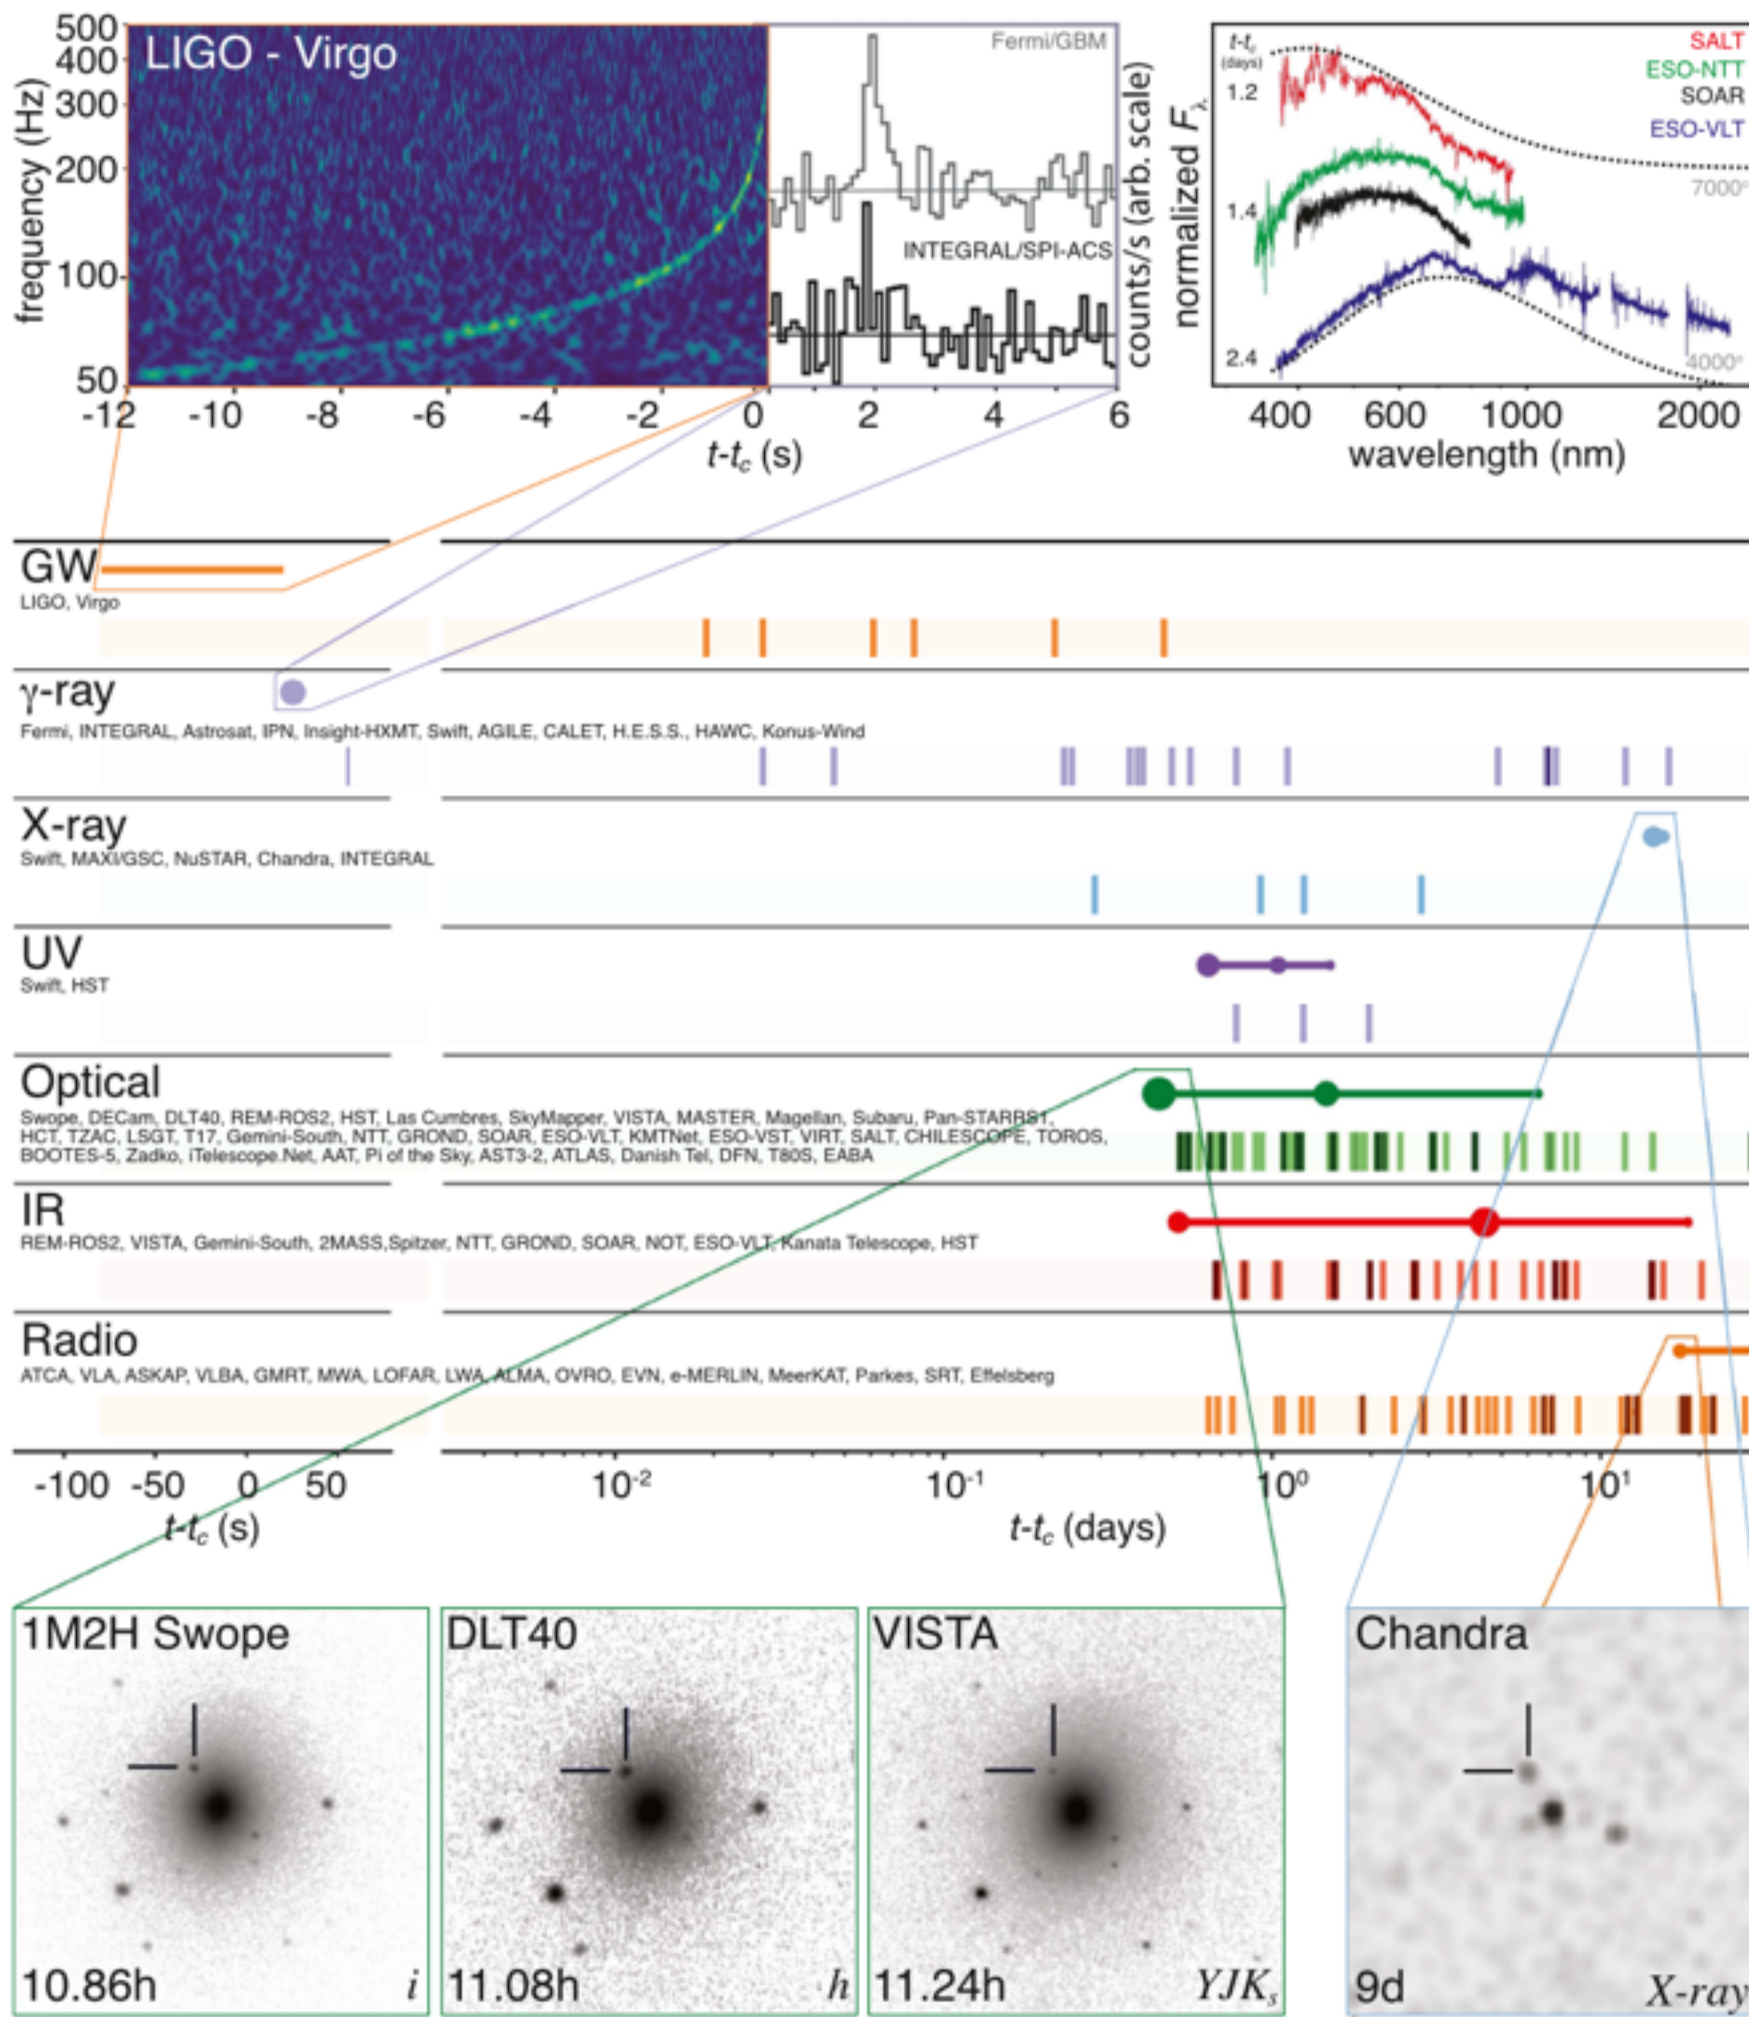 LIGO - Virgo
frequency (Hz)
500
400
300
200
100
50
-12 -10 -8 -6 -4 -2 0 2 4 6
t-tc (s)
Fermi/GBM
INTEGRAL/SPI-ACS
counts/s (arb. scale)
normalized Fλ
t-tc
(days)
1.2
1.4
2.4
SALT
ESO-NTT
SOAR
ESO-VLT
7000°
4000°
400 600 1000 2000
wavelength (nm)
GW
LIGO, Virgo
γ-ray
Fermi, INTEGRAL, Astrosat, IPN, Insight-HXMT, Swift, AGILE, CALET, H.E.S.S., HAWC, Konus-Wind
X-ray
Swift, MAXI/GSC, NuSTAR, Chandra, INTEGRAL
UV
Swift, HST
Optical
Swope, DECam, DLT40, REM-ROS2, HST, Las Cumbres, SkyMapper, VISTA, MASTER, Magellan, Subaru, Pan-STARRS1,
HCT, TZAC, LSGT, T17, Gemini-South, NTT, GROND, SOAR, ESO-VLT, KMTNet, ESO-VST, VIRT, SALT, CHILESCOPE, TOROS,
BOOTES-5, Zadko, iTelescope.Net, AAT, Pi of the Sky, AST3-2, ATLAS, Danish Tel, DFN, T80S, EABA
IR
REM-ROS2, VISTA, Gemini-South, 2MASS,Spitzer, NTT, GROND, SOAR, NOT, ESO-VLT, Kanata Telescope, HST
Radio
ATCA, VLA, ASKAP, VLBA, GMRT, MWA, LOFAR, LWA, ALMA, OVRO, EVN, e-MERLIN, MeerKAT, Parkes, SRT, Effelsberg
-100 -50 0 50 10-2 10-1 100 101
t-tc (s) t-tc (days)
1M2H Swope
10.86h i
DLT40
11.08h h
VISTA
11.24h YJKs
Chandra
9d X-ray